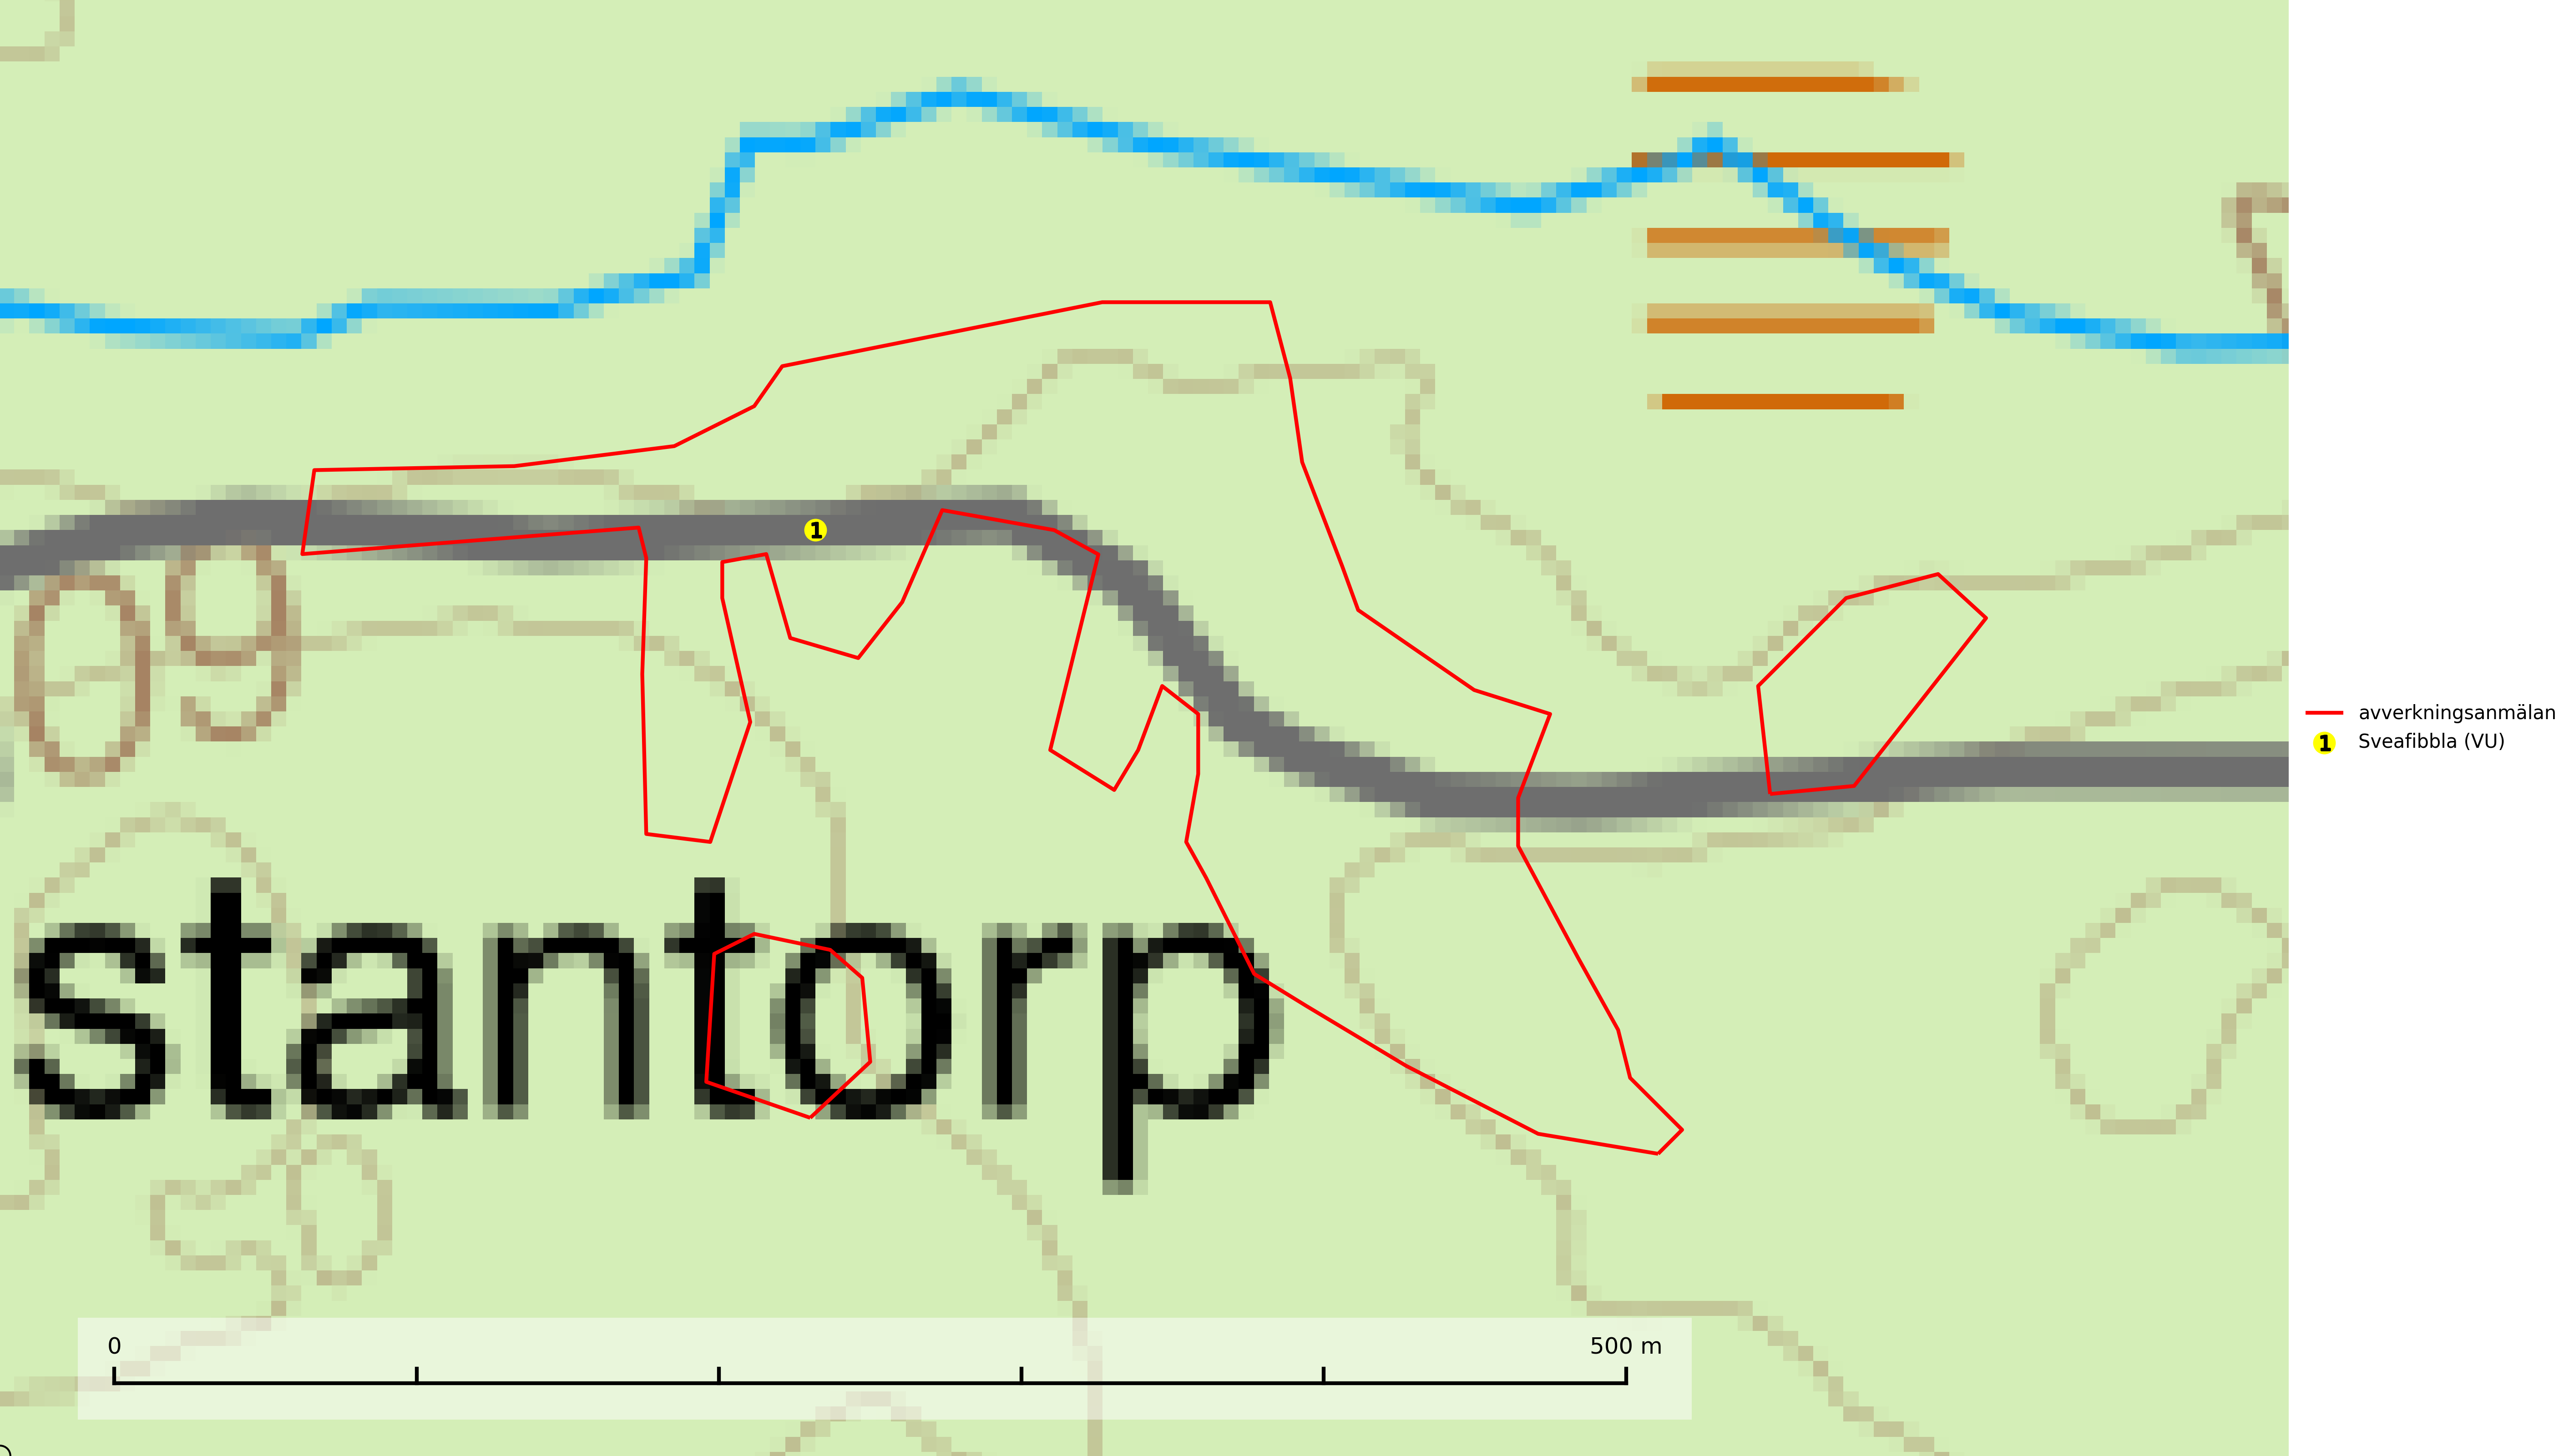 1
09
stantorp
0 500 m
avverkningsanmälan
1 Sveafibbla (VU)